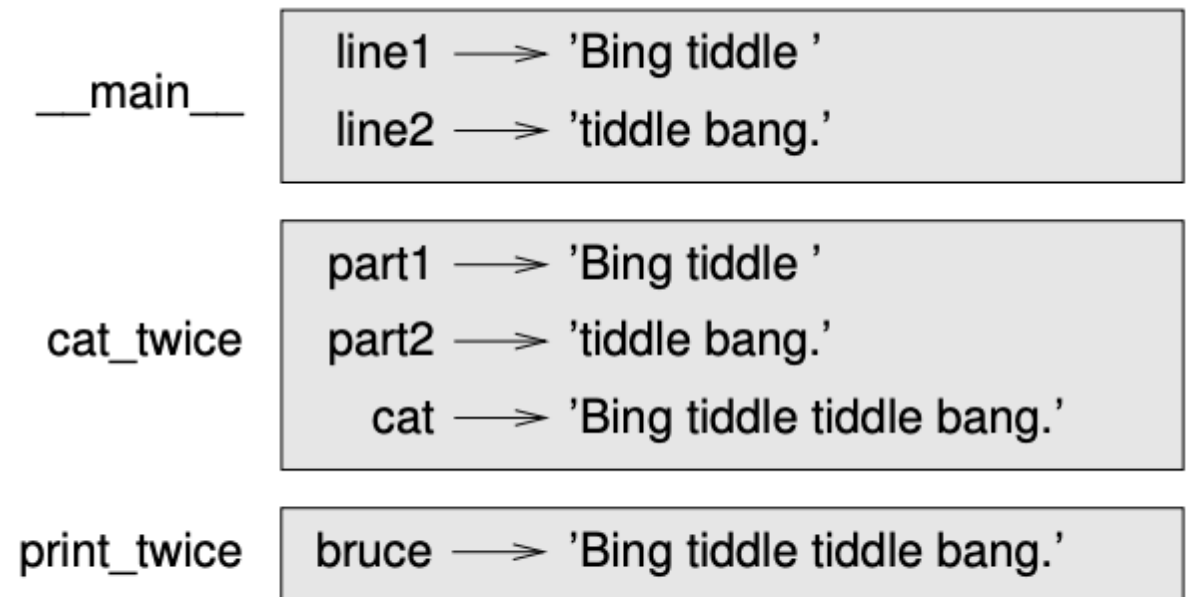 line1 ⟶ ’Bing tiddle ’
__main__
line2 ⟶ ’tiddle bang.’
part1 ⟶ ’Bing tiddle ’
cat_twice part2 ⟶ ’tiddle bang.’
cat ⟶ ’Bing tiddle tiddle bang.’
print_twice bruce ⟶ ’Bing tiddle tiddle bang.’